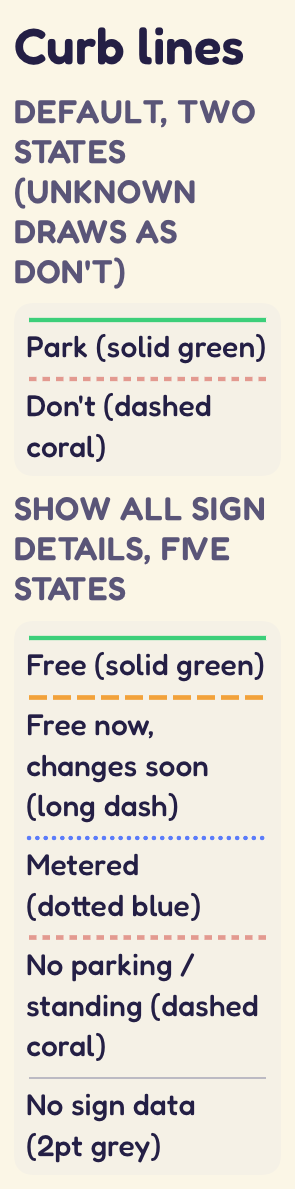 Curb lines
DEFAULT, TWO
STATES
(UNKNOWN
DRAWS AS
DON'T)
Park (solid green)
Don't (dashed
coral)
SHOW ALL SIGN
DETAILS, FIVE
STATES
Free (solid green)
Free now,
changes soon
(long dash)
Metered
(dotted blue)
No parking /
standing (dashed
coral)
No sign data
(2pt grey)